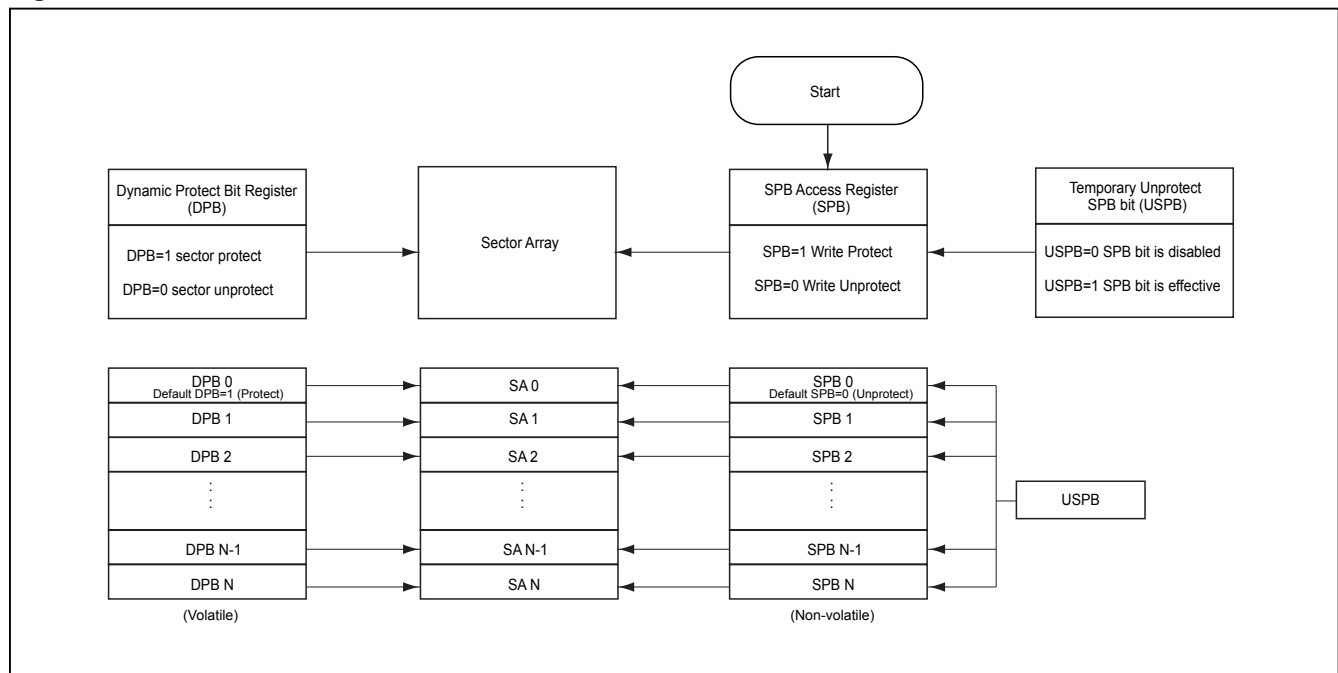 Start
Dynamic Protect Bit Register
(DPB)
DPB=1 sector protect
DPB=0 sector unprotect
Sector Array
SPB Access Register
(SPB)
SPB=1 Write Protect
SPB=0 Write Unprotect
Temporary Unprotect
SPB bit (USPB)
USPB=0 SPB bit is disabled
USPB=1 SPB bit is effective
DPB 0
Default DPB=1 (Protect)
DPB 1
DPB 2
⋮
DPB N-1
DPB N
(Volatile)
SA 0
SA 1
SA 2
⋮
SA N-1
SA N
SPB 0
Default SPB=0 (Unprotect)
SPB 1
SPB 2
⋮
SPB N-1
SPB N
(Non-volatile)
USPB